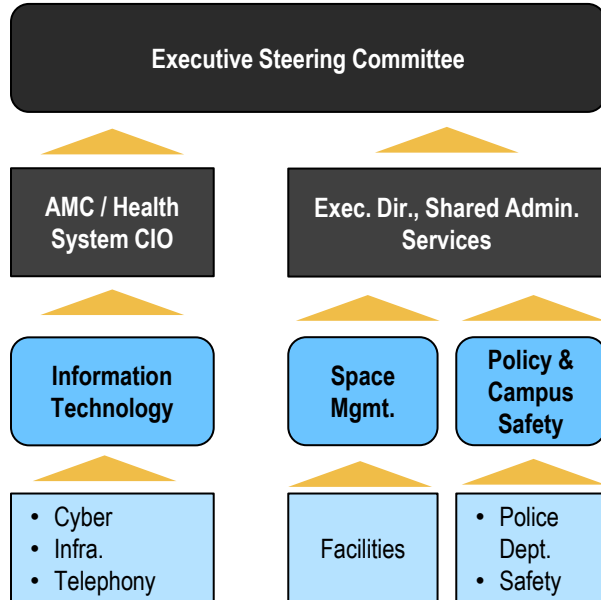 Executive Steering Committee
AMC / Health
System CIO
Exec. Dir., Shared Admin.
Services
Information
Technology
Space
Mgmt.
Policy &
Campus
Safety
• Cyber
• Infra.
• Telephony
Facilities
• Police
Dept.
• Safety